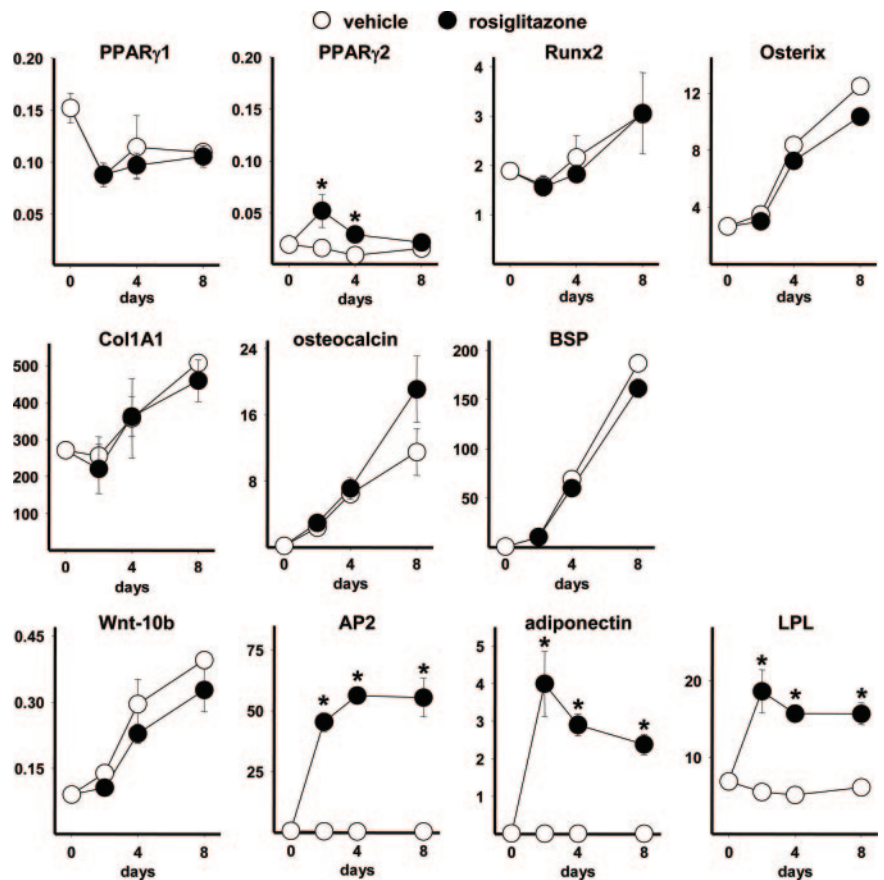 vehicle rosiglitazone
PPARγ1
0.20
0.15
0.10
0.05
0 4 8
days
PPARγ2
0.20
0.15
0.10
0.05
* *
0 4 8
days
Runx2
4
3
2
1
0 4 8
days
Osterix
12
8
4
0 4 8
days
Col1A1
500
400
300
200
100
0 4 8
days
osteocalcin
24
16
8
0 4 8
days
BSP
200
150
100
50
0 4 8
days
Wnt-10b
0.45
0.30
0.15
0 4 8
days
AP2
75
50
25
* * *
0 4 8
days
adiponectin
5
4
3
2
1
* * *
0 4 8
days
LPL
20
10
* * *
0 4 8
days